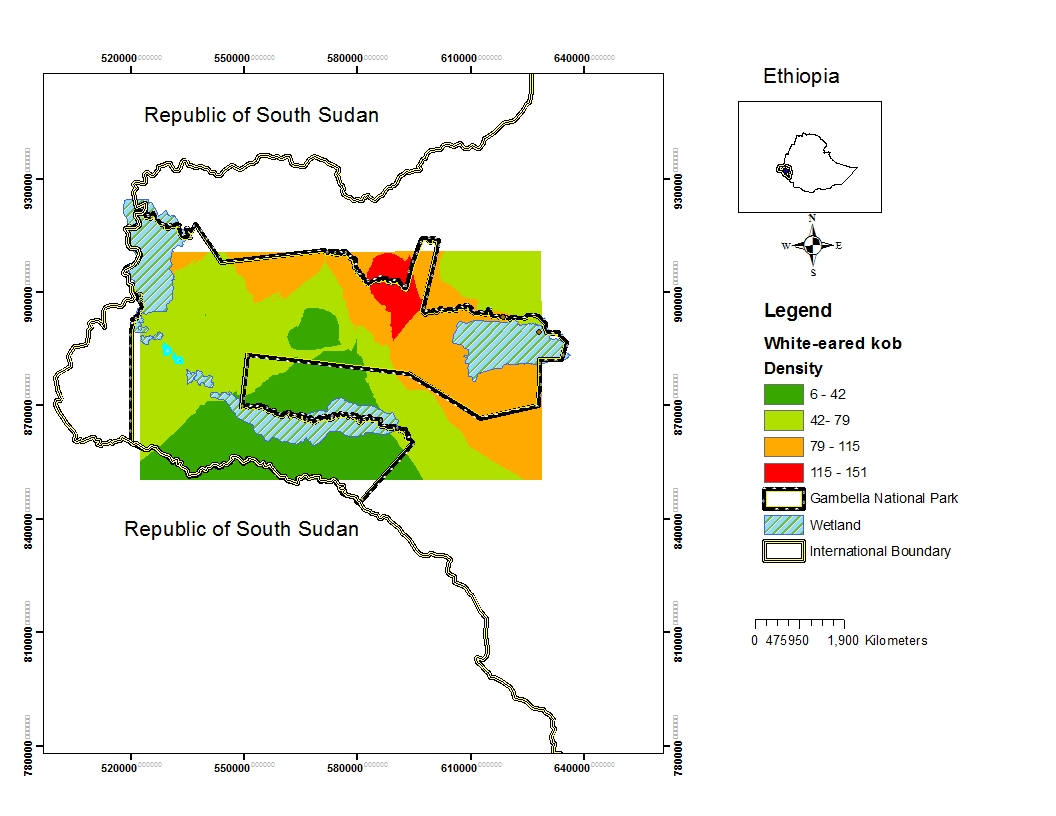 520000 550000 580000 610000 640000
Ethiopia
Republic of South Sudan
930000 930000
N
W E
S
900000 900000
Legend
White-eared kob
Density
6 - 42
42- 79
79 - 115
115 - 151
Gambella National Park
Wetland
International Boundary
870000 870000
Republic of South Sudan
840000 840000
810000 810000
0 475950 1,900 Kilometers
780000 780000
520000 550000 580000 610000 640000